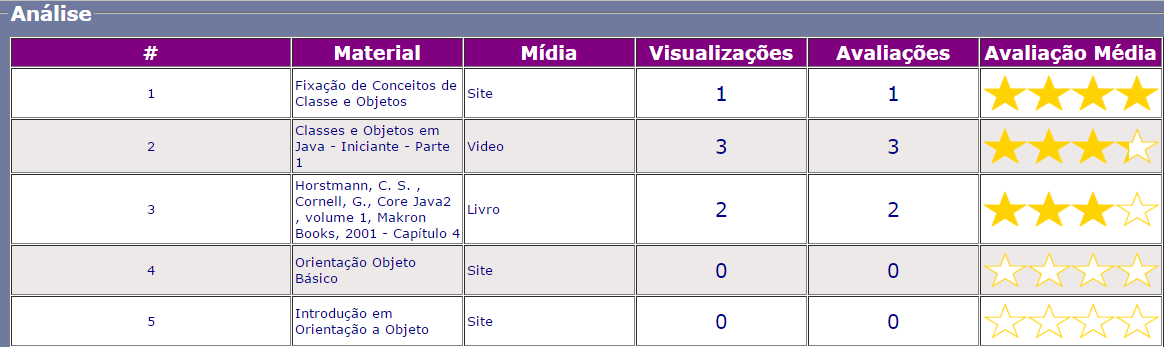 Análise
# Material Mídia Visualizações Avaliações Avaliação Média
1 Fixação de Conceitos de Classe e Objetos Site 1 1
2 Classes e Objetos em Java - Iniciante - Parte 1 Video 3 3
3 Horstmann, C. S. , Cornell, G., Core Java2 , volume 1, Makron Books, 2001 - Capítulo 4 Livro 2 2
4 Orientação Objeto Básico Site 0 0
5 Introdução em Orientação a Objeto Site 0 0